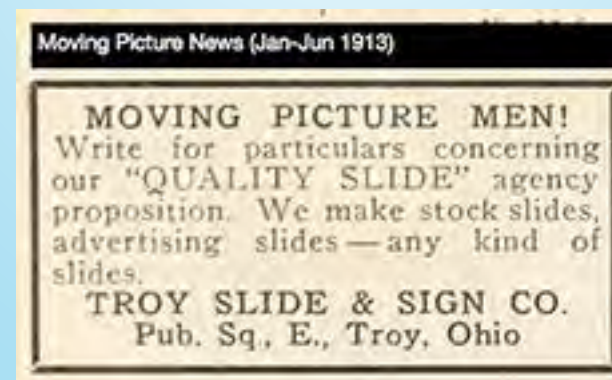 Moving Picture News (Jan-Jun 1913)
MOVING PICTURE MEN!
Write for particulars concerning
our "QUALITY SLIDE" agency
proposition. We make stock slides,
advertising slides — any kind of
slides.
TROY SLIDE & SIGN CO.
Pub. Sq., E., Troy, Ohio